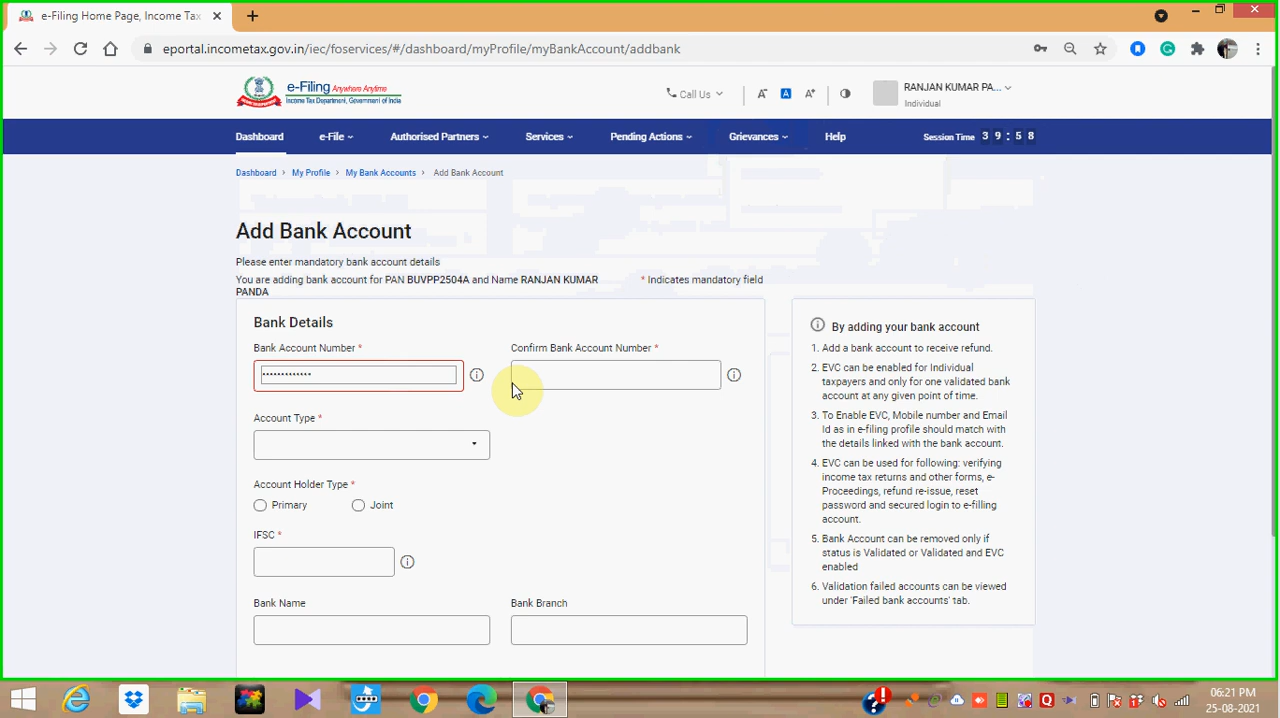 e-Filing Home Page, Income Tax
eportal.incometax.gov.in/iec/foservices/#/dashboard/myProfile/myBankAccount/addbank
e-Filing Anywhere Anytime
Income Tax Department, Government of India
Call Us
A
A
A
RANJAN KUMAR PA...
Individual
Dashboard e-File Authorised Partners Services Pending Actions Grievances Help Session Time 3 9 : 5 8
Dashboard > My Profile > My Bank Accounts > Add Bank Account
Add Bank Account
Please enter mandatory bank account details
You are adding bank account for PAN BUVPP2504A and Name RANJAN KUMAR
PANDA
* Indicates mandatory field
Bank Details
Bank Account Number *
Confirm Bank Account Number *
Account Type *
Account Holder Type *
Primary
Joint
IFSC *
Bank Name
Bank Branch
By adding your bank account
1. Add a bank account to receive refund.
2. EVC can be enabled for Individual
taxpayers and only for one validated bank
account at any given point of time.
3. To Enable EVC, Mobile number and Email
Id as in e-filing profile should match with
the details linked with the bank account.
4. EVC can be used for following: verifying
income tax returns and other forms, e-
Proceedings, refund re-issue, reset
password and secured login to e-filling
account.
5. Bank Account can be removed only if
status is Validated or Validated and EVC
enabled
6. Validation failed accounts can be viewed
under 'Failed bank accounts' tab.
06:21 PM
25-08-2021